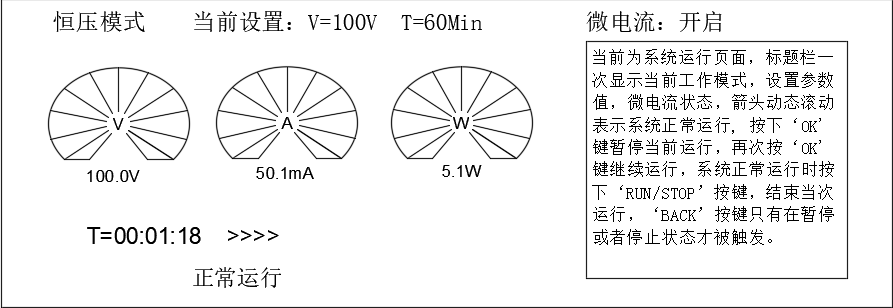 恒压模式 当前设置：V=100V T=60Min 微电流：开启
V
100.0V
A
50.1mA
W
5.1W
T=00:01:18 >>>>
正常运行
当前为系统运行页面，标题栏一
次显示当前工作模式，设置参数
值，微电流状态，箭头动态滚动
表示系统正常运行, 按下‘OK’
键暂停当前运行，再次按‘OK’
键继续运行，系统正常运行时按
下‘RUN/STOP’按键，结束当次
运行，‘BACK’按键只有在暂停
或者停止状态才被触发。